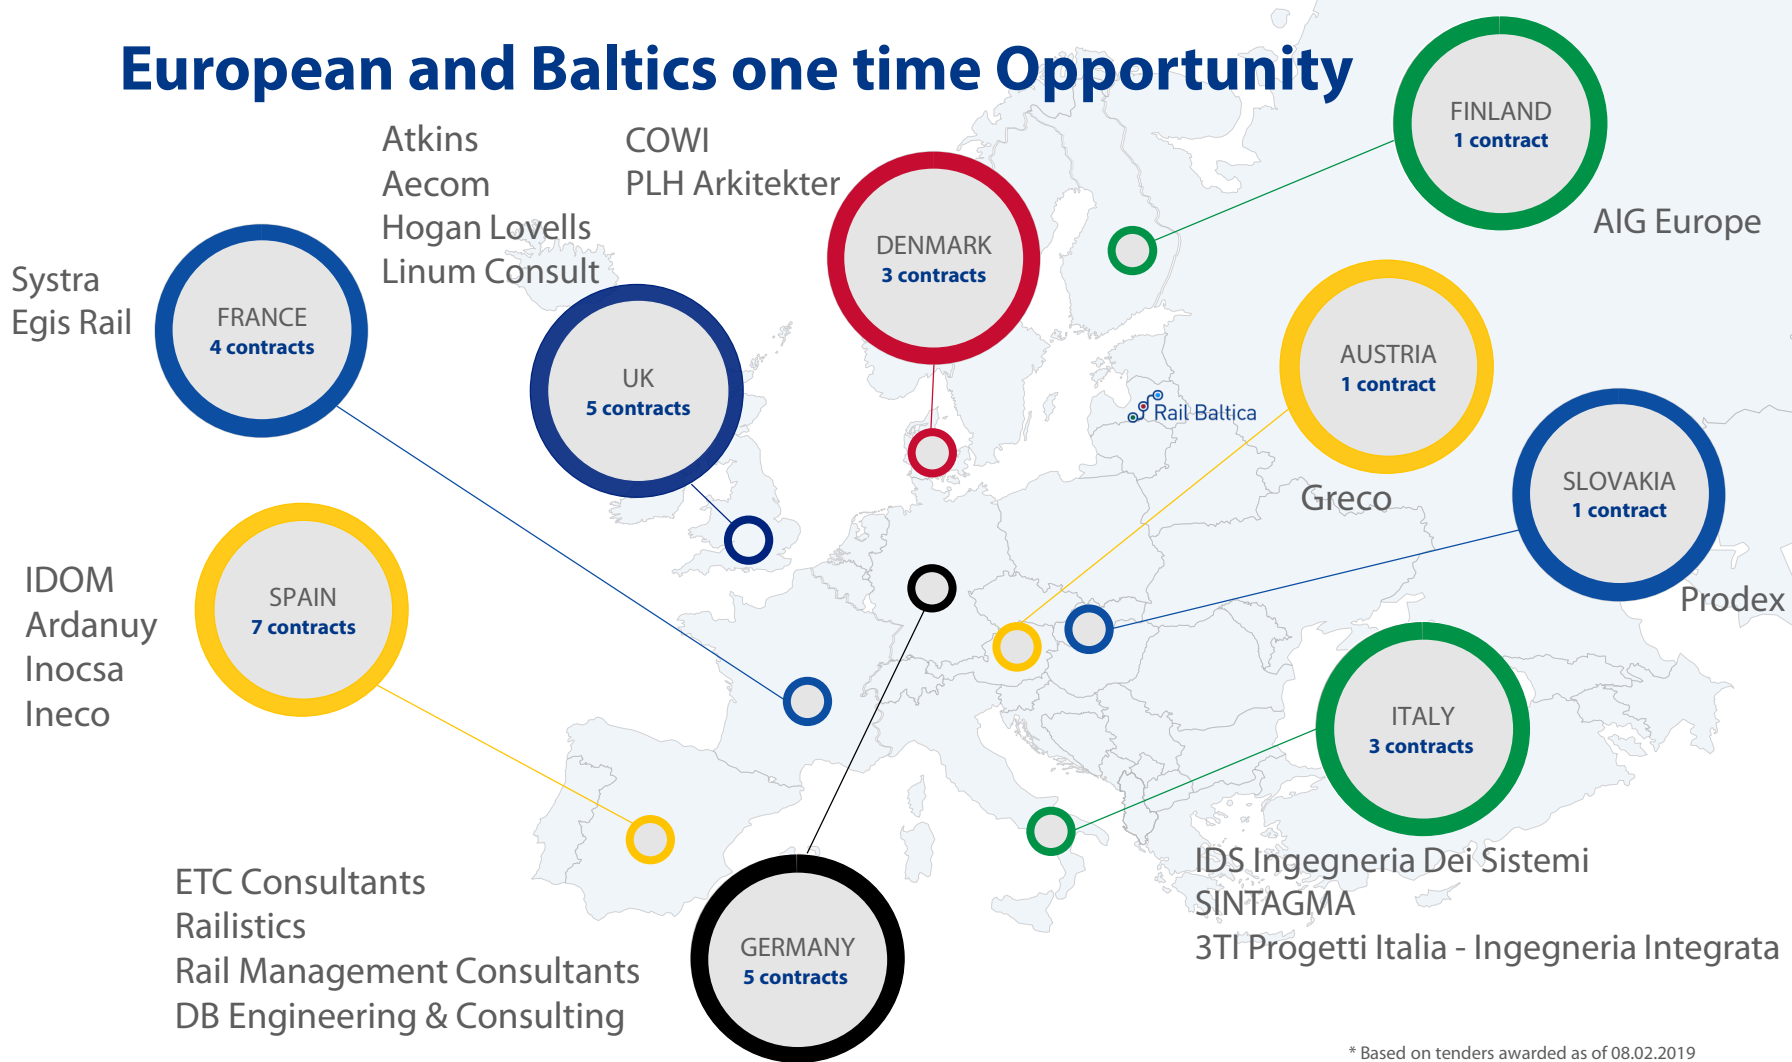 European and Baltics one time Opportunity
Atkins
Aecom
Hogan Lovells
Linum Consult
COWI
PLH Arkitekter
FINLAND
1 contract
AIG Europe
DENMARK
3 contracts
Systra
Egis Rail
FRANCE
4 contracts
UK
5 contracts
AUSTRIA
1 contract
Greco
Rail Baltica
SLOVAKIA
1 contract
Prodex
IDOM
Ardanuy
Inocsa
Ineco
SPAIN
7 contracts
ITALY
3 contracts
IDS Ingegneria Dei Sistemi
SINTAGMA
3TI Progetti Italia - Ingegneria Integrata
ETC Consultants
Railistics
Rail Management Consultants
DB Engineering & Consulting
GERMANY
5 contracts
* Based on tenders awarded as of 08.02.2019